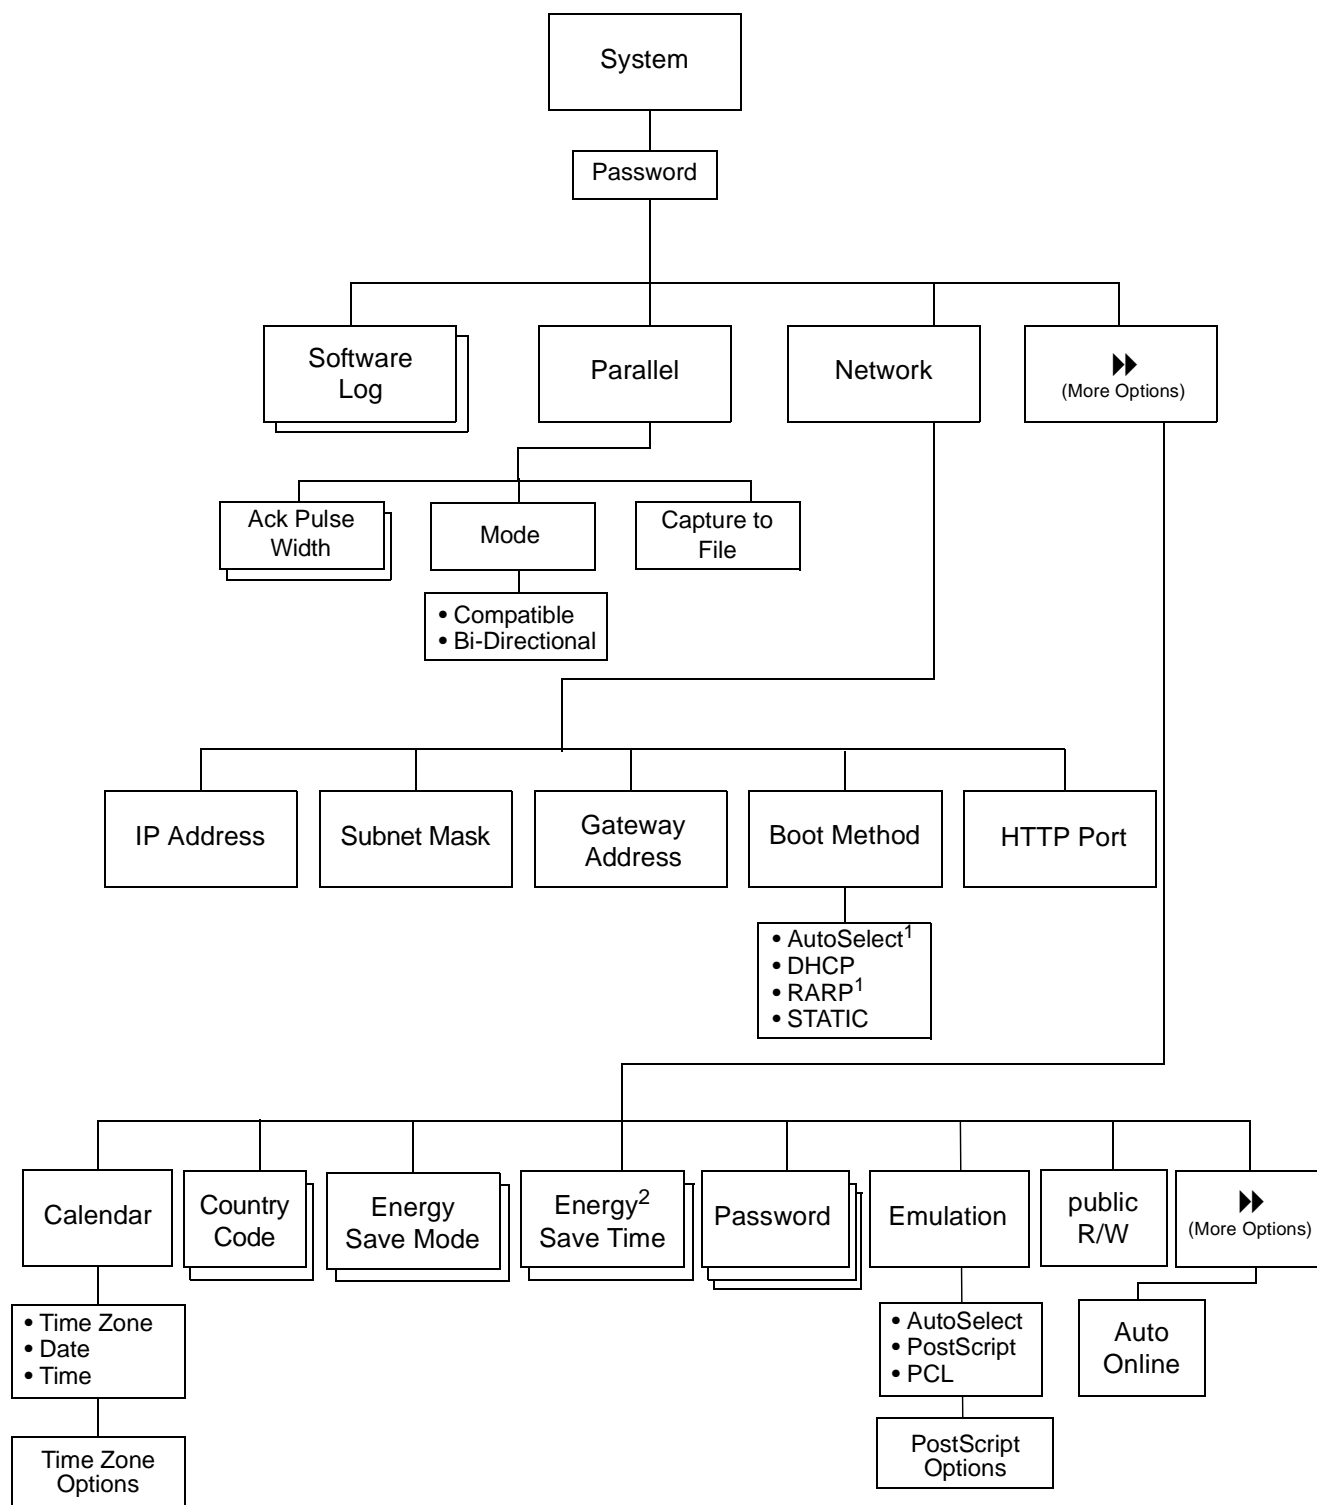 System
Password
Software
Log
Parallel
Network
(More Options)
Ack Pulse
Width
Mode
Capture to
File
• Compatible
• Bi-Directional
IP Address
Subnet Mask
Gateway
Address
Boot Method
HTTP Port
• AutoSelect1
• DHCP
• RARP1
• STATIC
Calendar
Country
Code
Energy
Save Mode
Energy2
Save Time
Password
Emulation
public
R/W
(More Options)
• Time Zone
• Date
• Time
• AutoSelect
• PostScript
• PCL
Auto
Online
Time Zone
Options
PostScript
Options